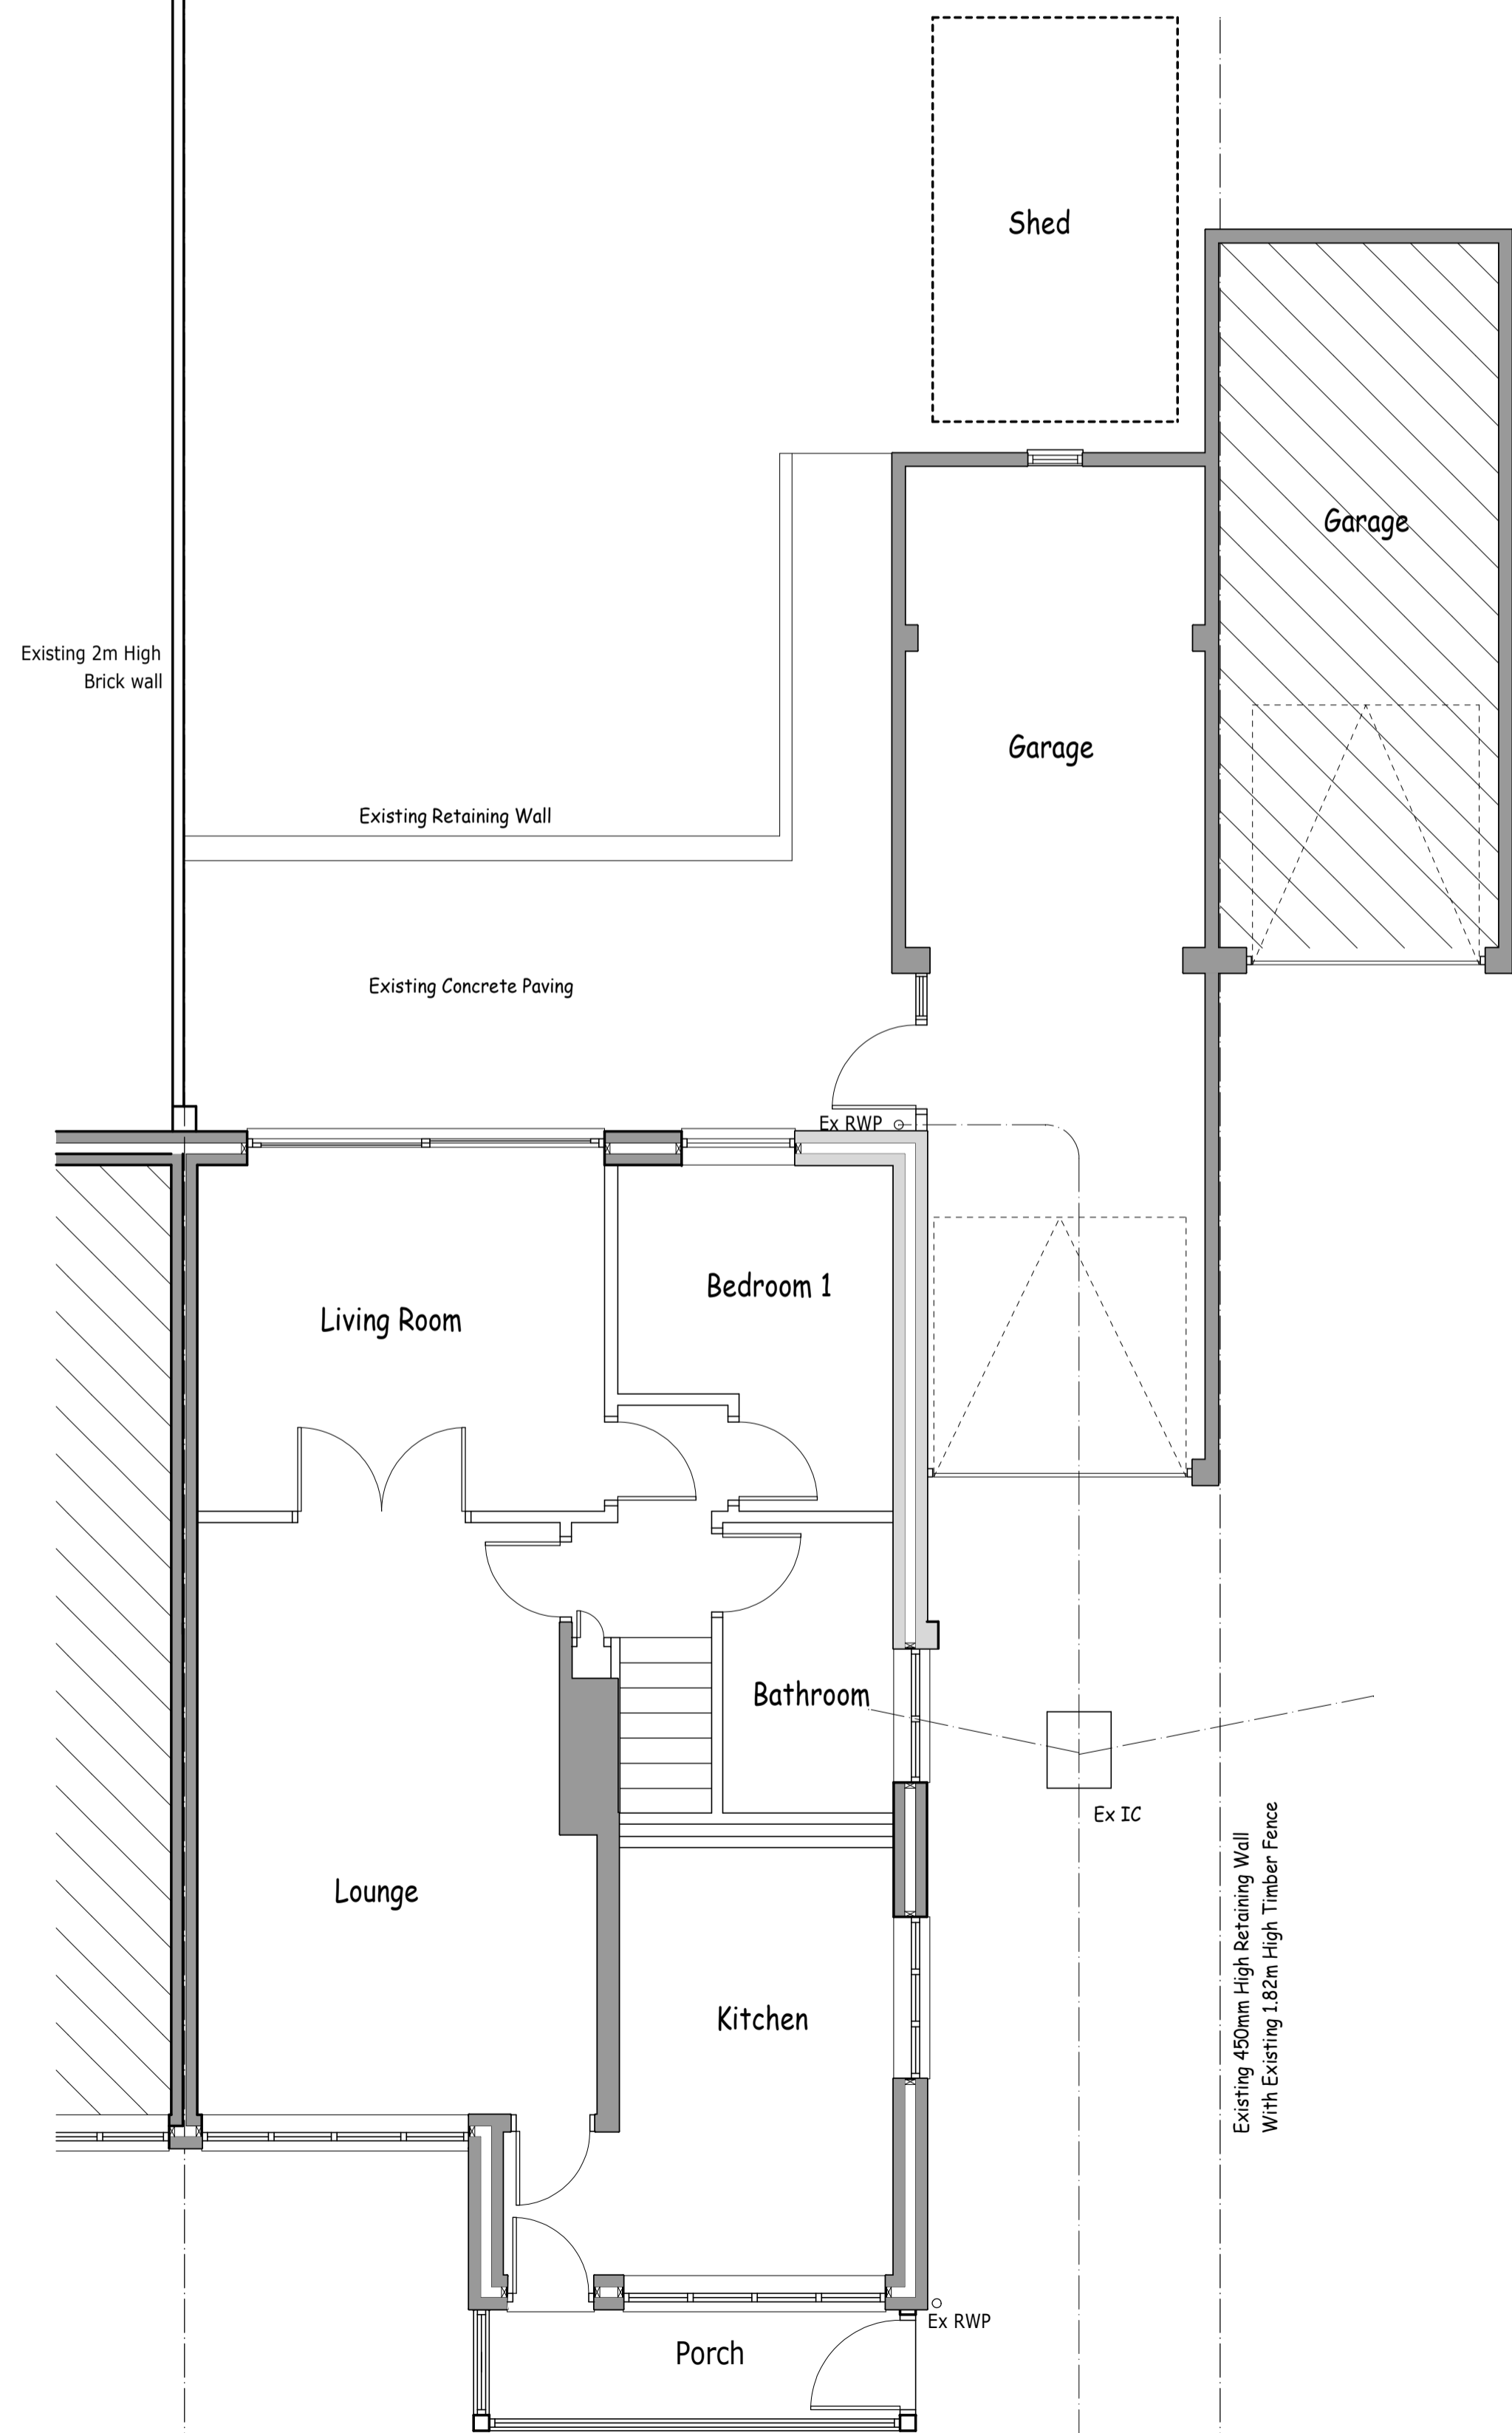 Shed
Garage
Existing 2m High
Brick wall
Garage
Existing Retaining Wall
Existing Concrete Paving
Ex RWP
Bedroom 1
Living Room
Bathroom
Ex IC
Existing 450mm High Retaining Wall
With Existing 1.82m High Timber Fence
Lounge
Kitchen
Ex RWP
Porch